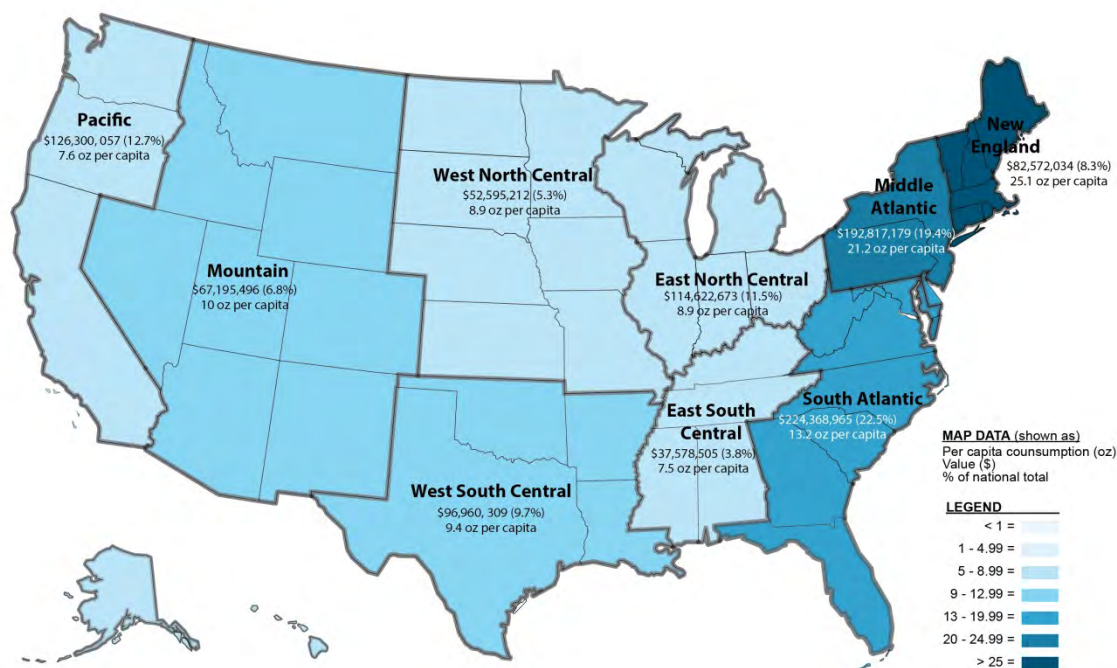 Pacific
$126,300, 057 (12.7%)
7.6 oz per capita
Mountain
$67,195,496 (6.8%)
10 oz per capita
West North Central
$52,595,212 (5.3%)
8.9 oz per capita
West South Central
$96,960, 309 (9.7%)
9.4 oz per capita
East North Central
$114,622,673 (11.5%)
8.9 oz per capita
East South
Central
$37,578,505 (3.8%)
7.5 oz per capita
New
England
$82,572,034 (8.3%)
25.1 oz per capita
Middle
Atlantic
$192,817,179 (19.4%)
21.2 oz per capita
South Atlantic
$224,368,965 (22.5%)
13.2 oz per capita
MAP DATA (shown as)
Per capita counsumption (oz)
Value ($)
% of national total
LEGEND
< 1 =
1 - 4.99 =
5 - 8.99 =
9 - 12.99 =
13 - 19.99 =
20 - 24.99 =
> 25 =